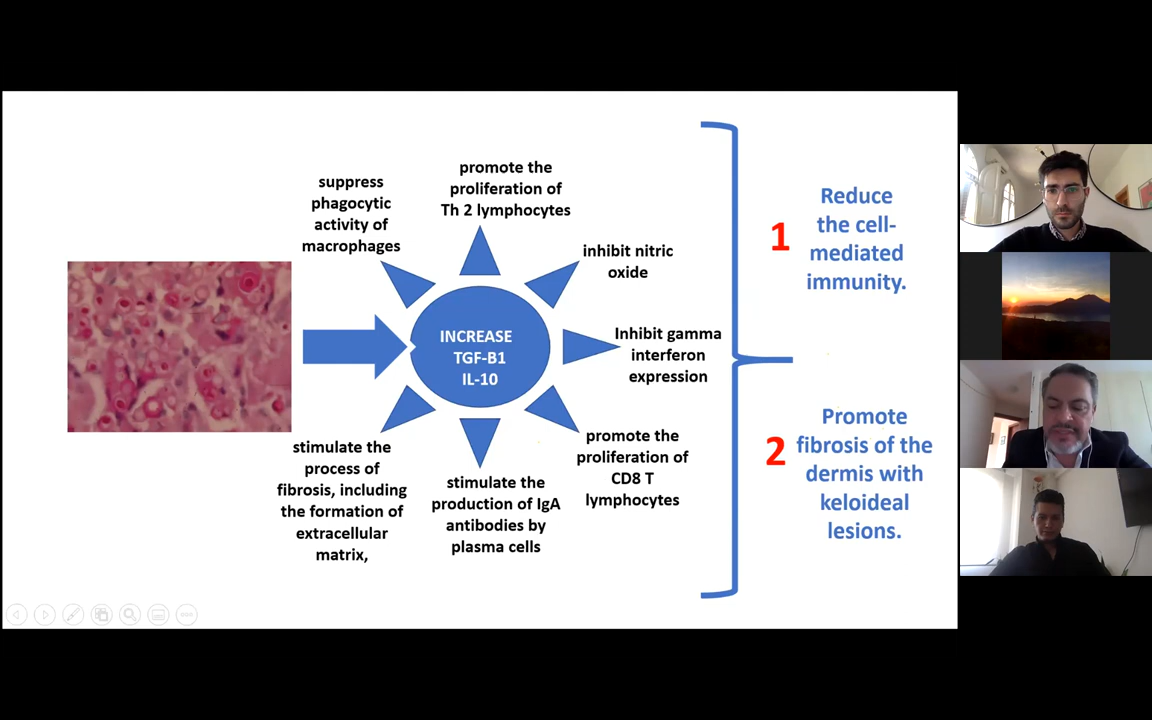 suppress
phagocytic
activity of
macrophages
promote the
proliferation of
Th 2 lymphocytes
inhibit nitric
oxide
Inhibit gamma
interferon
expression
promote the
proliferation of
CD8 T
lymphocytes
stimulate the
production of IgA
antibodies by
plasma cells
stimulate the
process of
fibrosis, including
the formation of
extracellular
matrix,
INCREASE
TGF-B1
IL-10
1
Reduce
the cell-
mediated
immunity.
2
Promote
fibrosis of the
dermis with
keloideal
lesions.